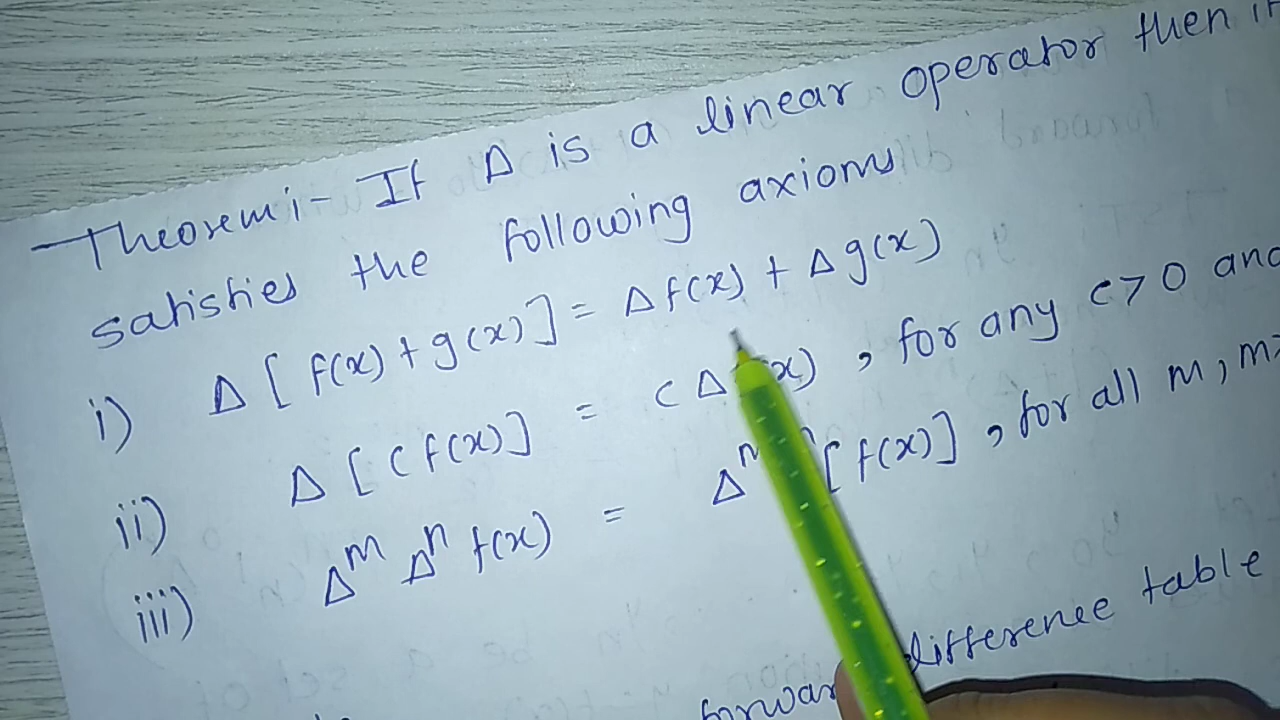 Theorem:- If Δ is a linear operator then it
satisfies the following axioms
i) Δ [ f(x) + g(x) ] = Δ f(x) + Δ g(x)
ii) Δ [ c f(x) ] = c Δ (x) , for any c > 0 and
iii) Δ^m Δ^n f(x) = Δ [ f(x) ] , for all m, m
forwar difference table